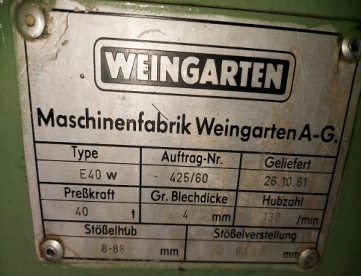 WEINGARTEN
Maschinenfabrik Weingarten A-G.
Type Auftrag-Nr. Geliefert
E40 W 425/60 26.10.61
Preßkraft Gr. Blechdicke Hubzahl
40 t 4 mm /min
Stößelhub Stößelverstellung
8-88 mm mm